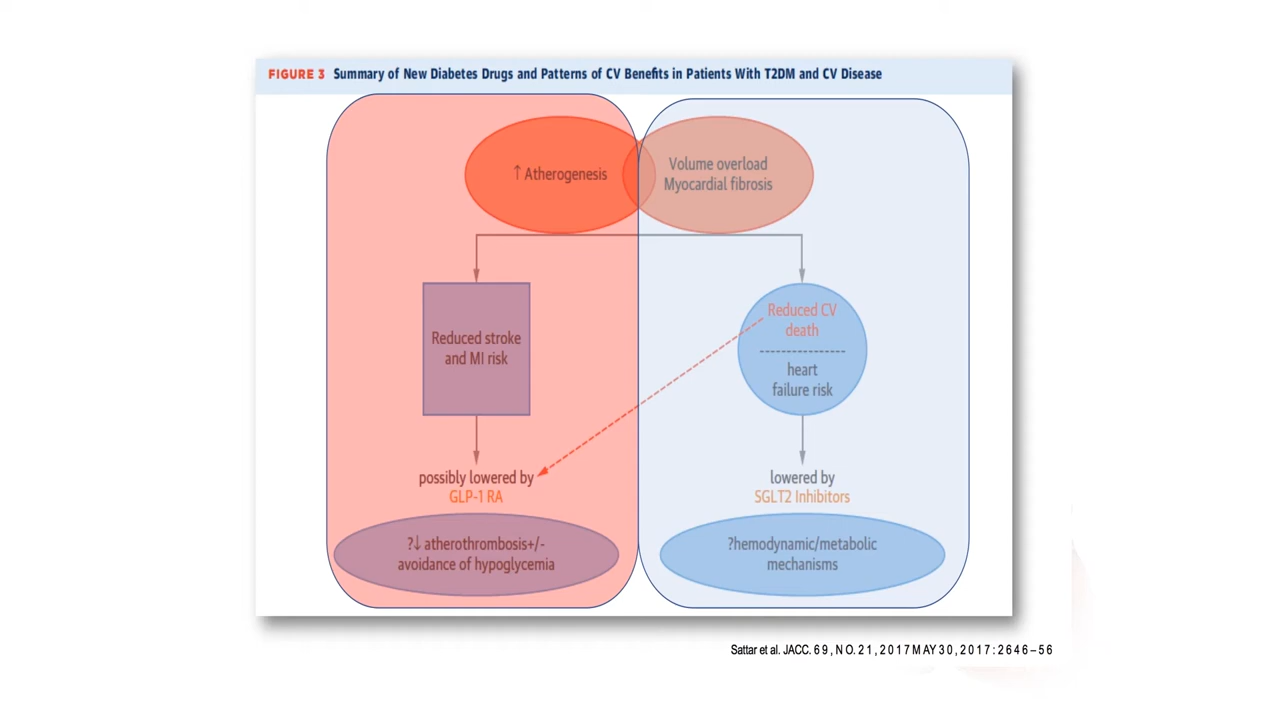 FIGURE 3 Summary of New Diabetes Drugs and Patterns of CV Benefits in Patients With T2DM and CV Disease
↑ Atherogenesis
Volume overload
Myocardial fibrosis
Reduced stroke
and MI risk
Reduced CV
death
heart
failure risk
possibly lowered by
GLP-1 RA
lowered by
SGLT2 Inhibitors
?↓ atherothrombosis+/-
avoidance of hypoglycemia
?hemodynamic/metabolic
mechanisms
Sattar et al. JACC. 69, NO. 21, 2017 MAY 30, 2017: 2646–56